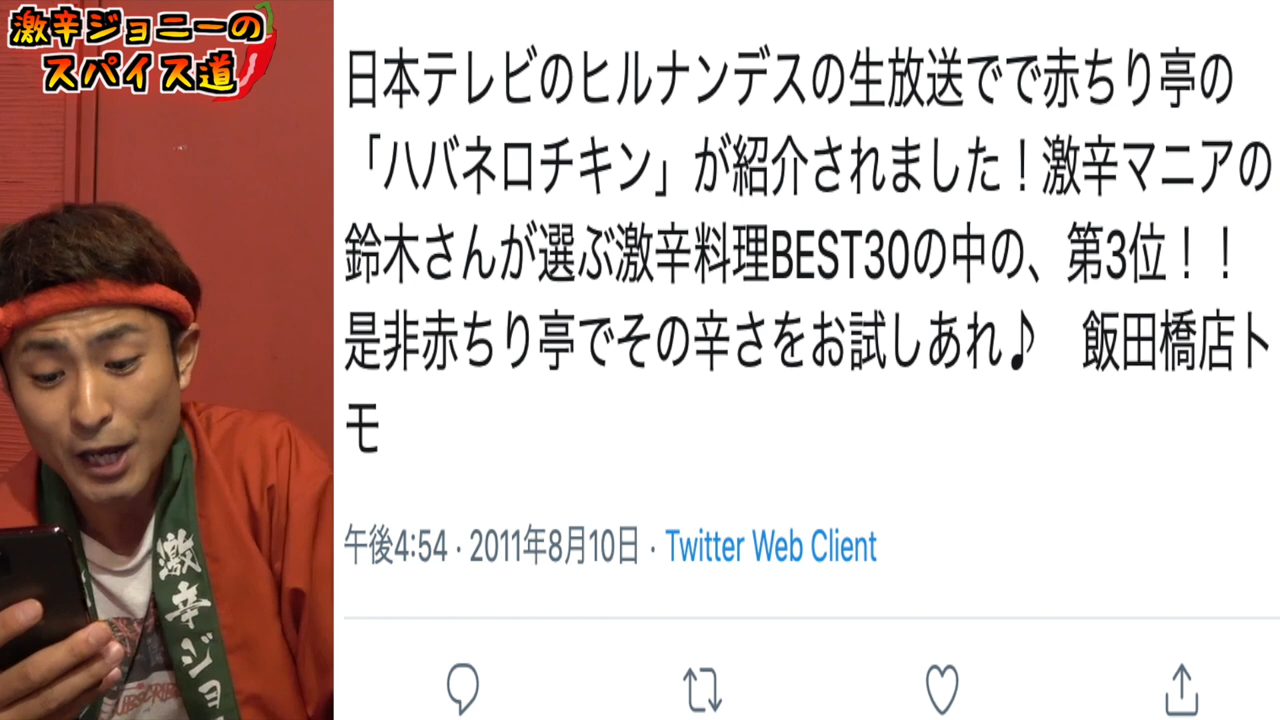 激辛ジョニーの
スパイス道
日本テレビのヒルナンデスの生放送でで赤ちり亭の
「ハバネロチキン」が紹介されました！激辛マニアの
鈴木さんが選ぶ激辛料理BEST30の中の、第3位！！
是非赤ちり亭でその辛さをお試しあれ♪　飯田橋店ト
モ
午後4:54 · 2011年8月10日 · Twitter Web Client
激辛ジョ
SUBSCRIBE